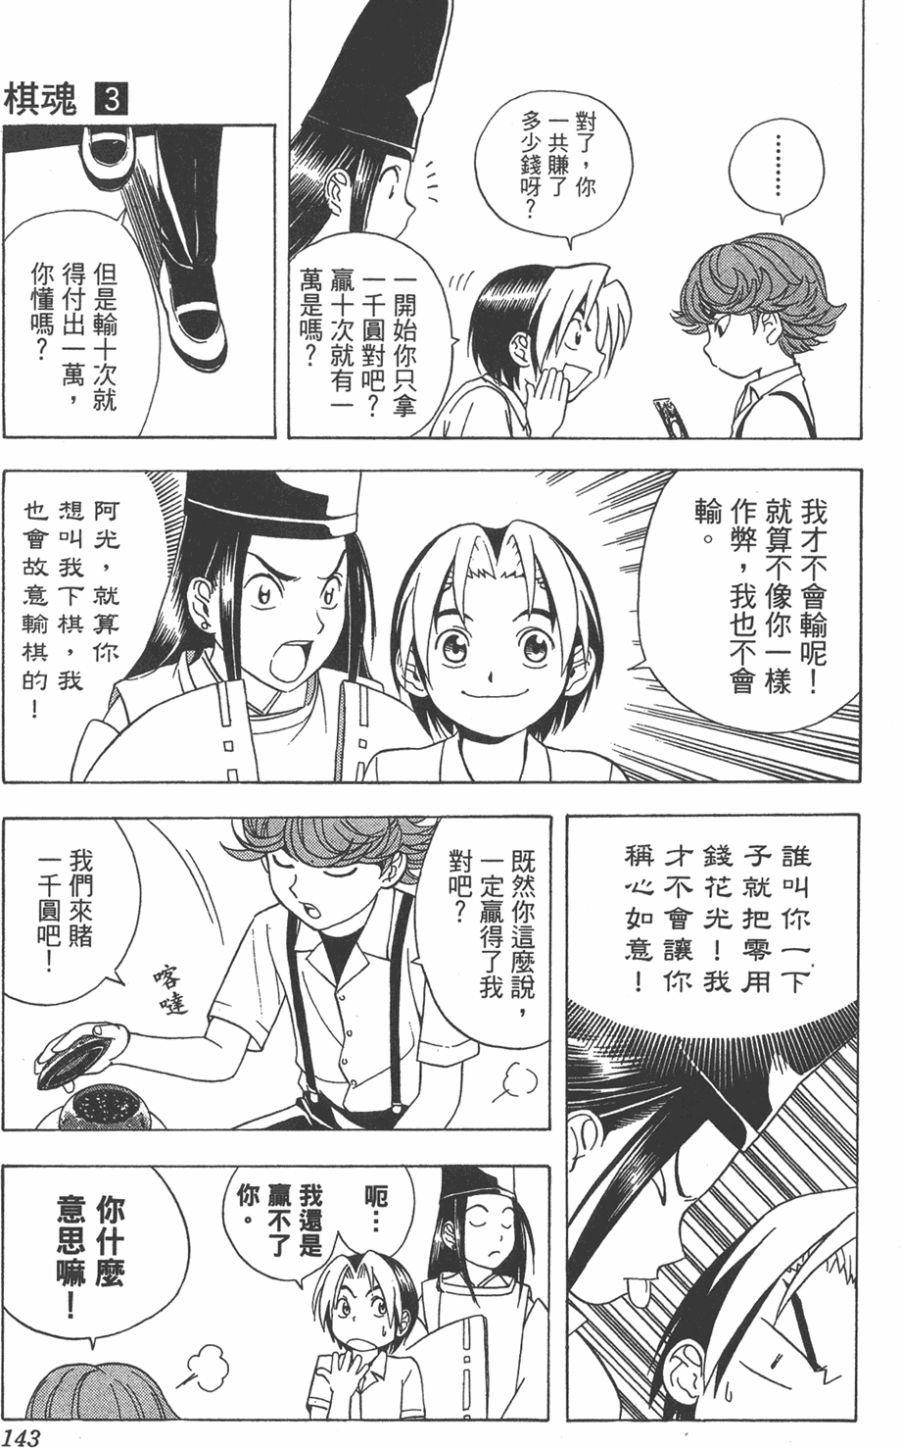 棋魂 3
………
對了，你
一共賺了
多少錢呀？
一開始你只拿
一千圓對吧？
贏十次就有一
萬是嗎？
但是輸十次就
得付出一萬，
你懂嗎？
我才不會輸呢！
就算不像你一樣
作弊，我也不會
輸。
阿光，就算你
想叫我下棋，我
也會故意輸棋的！
誰叫你一下
子就把零用
錢花光！我
才不會讓你
稱心如意！
既然你這麼說，
一定贏得了我
對吧？
我們來賭
一千圓吧！
喀噠
呃…
我還是
贏不了
你。
你什麼
意思嘛！
143